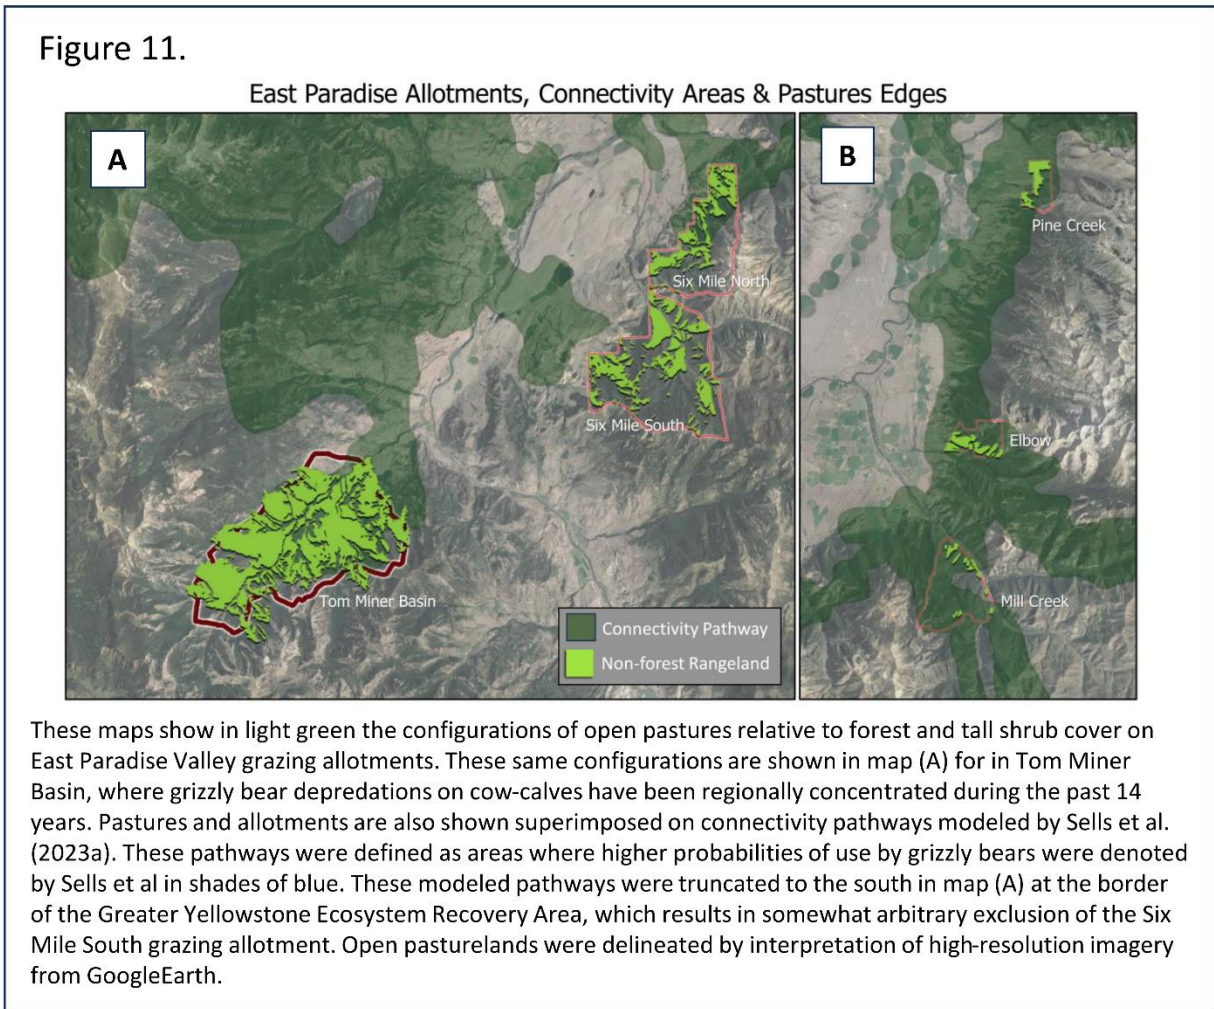 Figure 11.
East Paradise Allotments, Connectivity Areas & Pastures Edges
A
B
Pine Creek
Six Mile North
Six Mile South
Elbow
Tom Miner Basin
Mill Creek
Connectivity Pathway
Non-forest Rangeland
These maps show in light green the configurations of open pastures relative to forest and tall shrub cover on
East Paradise Valley grazing allotments. These same configurations are shown in map (A) for in Tom Miner
Basin, where grizzly bear depredations on cow-calves have been regionally concentrated during the past 14
years. Pastures and allotments are also shown superimposed on connectivity pathways modeled by Sells et al.
(2023a). These pathways were defined as areas where higher probabilities of use by grizzly bears were denoted
by Sells et al in shades of blue. These modeled pathways were truncated to the south in map (A) at the border
of the Greater Yellowstone Ecosystem Recovery Area, which results in somewhat arbitrary exclusion of the Six
Mile South grazing allotment. Open pasturelands were delineated by interpretation of high-resolution imagery
from GoogleEarth.